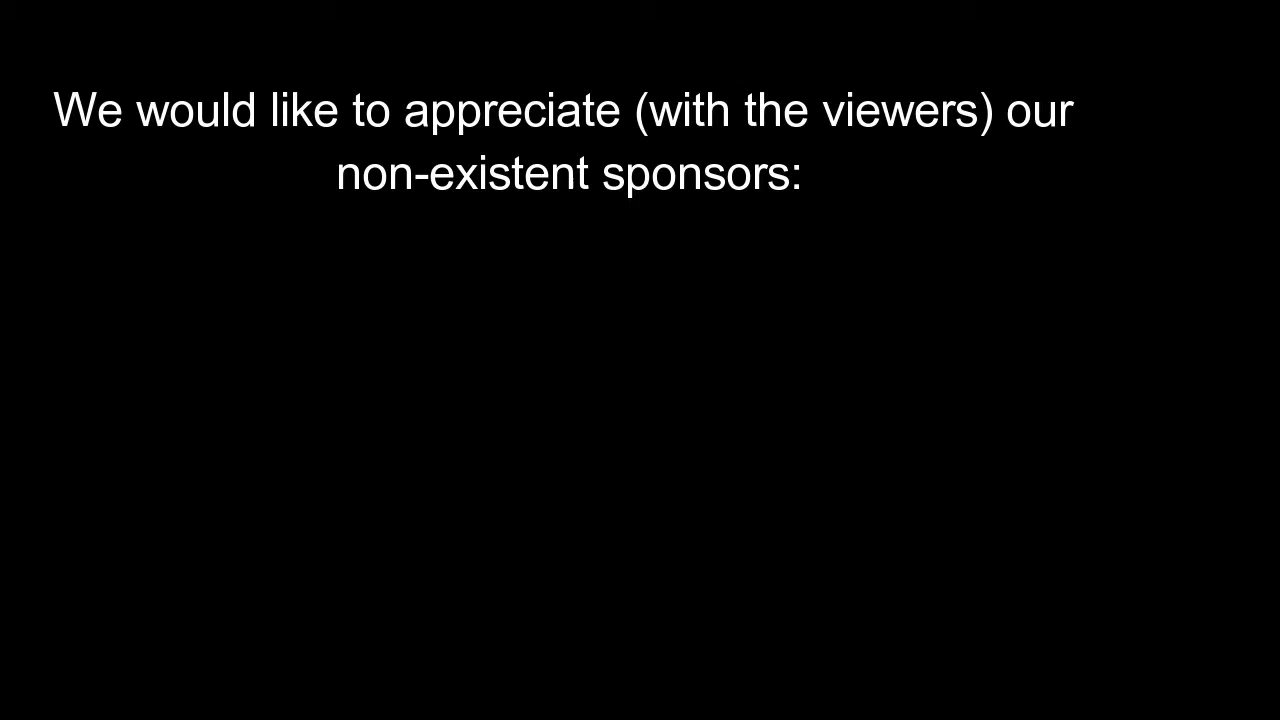 We would like to appreciate (with the viewers) our
non-existent sponsors: